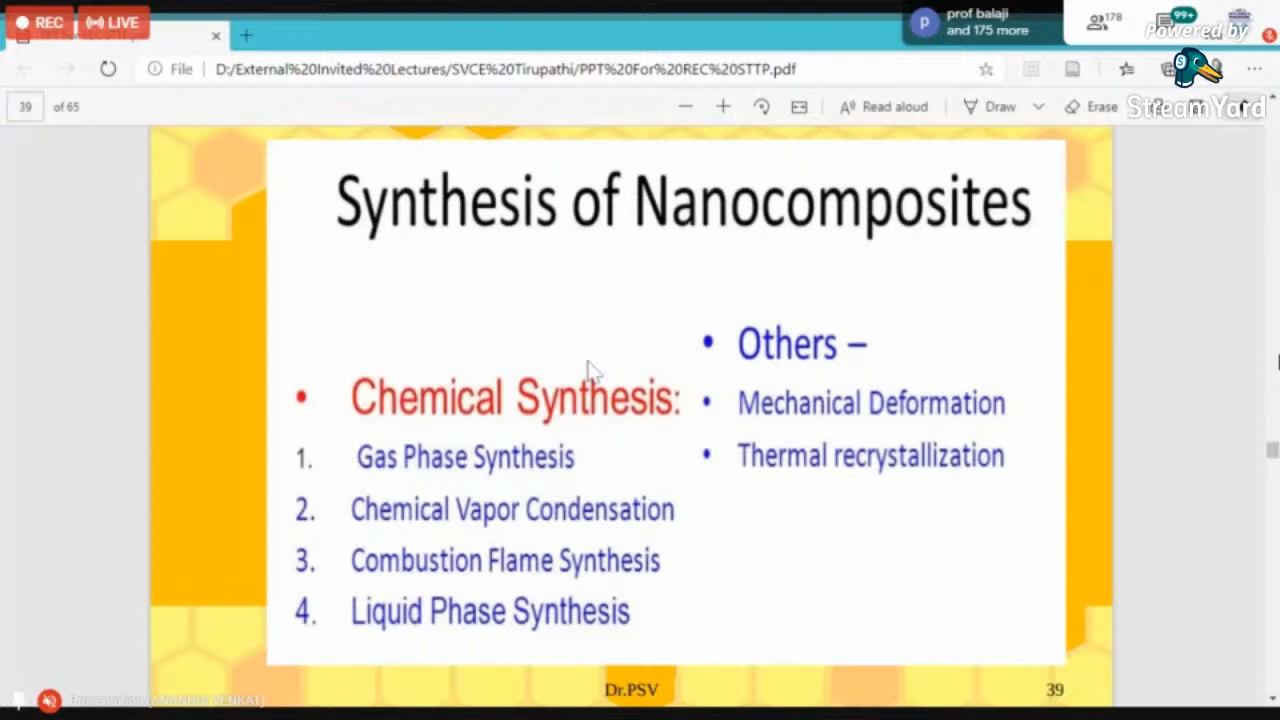 REC
LIVE
prof balaji
and 175 more
178
99+
Powered by
StreamYard
File
D:/External%20Invited%20Lectures/SVCE%20Tirupathi/PPT%20For%20REC%20STTP.pdf
39 of 65
Read aloud
Draw
Erase
Synthesis of Nanocomposites
• Chemical Synthesis:
1. Gas Phase Synthesis
2. Chemical Vapor Condensation
3. Combustion Flame Synthesis
4. Liquid Phase Synthesis
• Others –
• Mechanical Deformation
• Thermal recrystallization
Dr.PSV
39